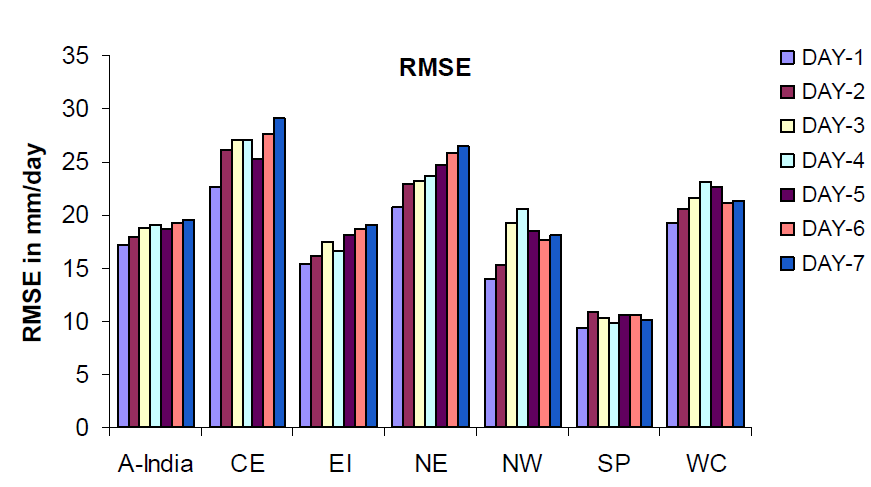 RMSE
RMSE in mm/day
35
30
25
20
15
10
5
0
A-India CE EI NE NW SP WC
DAY-1
DAY-2
DAY-3
DAY-4
DAY-5
DAY-6
DAY-7